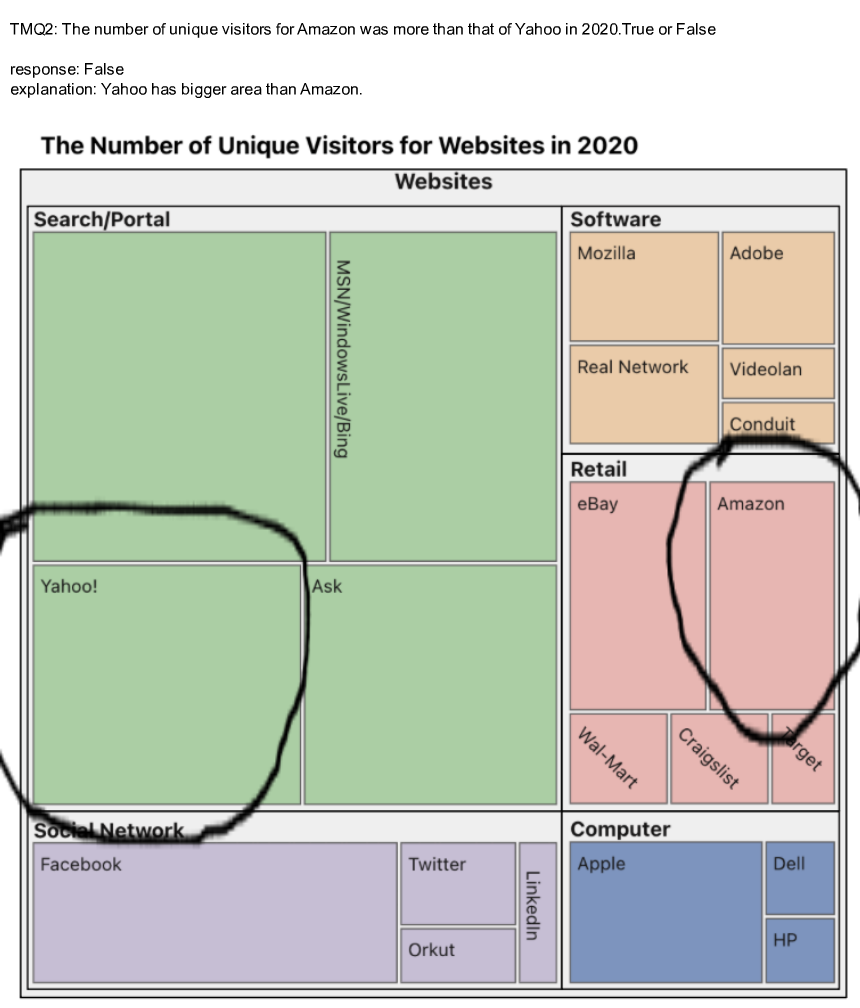 TMQ2: The number of unique visitors for Amazon was more than that of Yahoo in 2020.True or False
response: False
explanation: Yahoo has bigger area than Amazon.
The Number of Unique Visitors for Websites in 2020
Websites
Search/Portal
MSN/WindowsLive/Bing
Yahoo!
Ask
Software
Mozilla
Adobe
Real Network
Videolan
Conduit
Retail
eBay
Amazon
Wal-Mart
Craigslist
Target
Social Network
Facebook
Twitter
LinkedIn
Orkut
Computer
Apple
Dell
HP